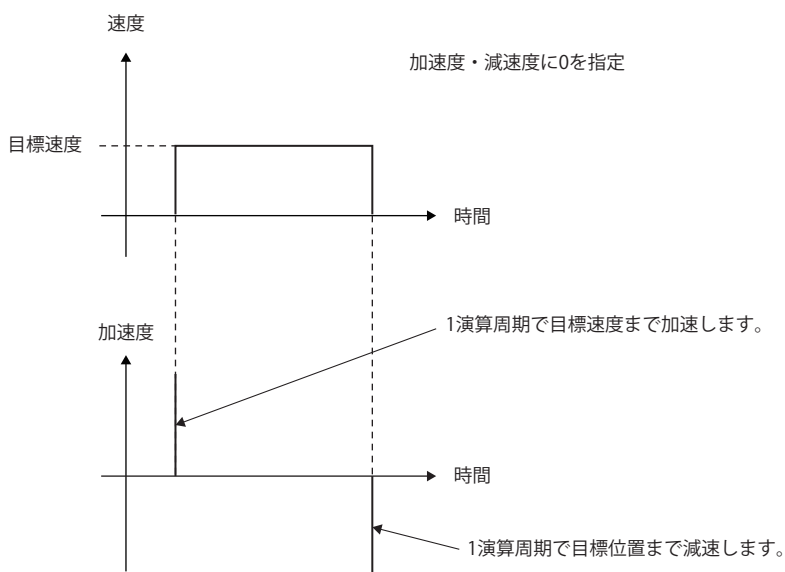 速度
加速度・減速度に0を指定
目標速度
時間
1演算周期で目標速度まで加速します。
加速度
時間
1演算周期で目標位置まで減速します。